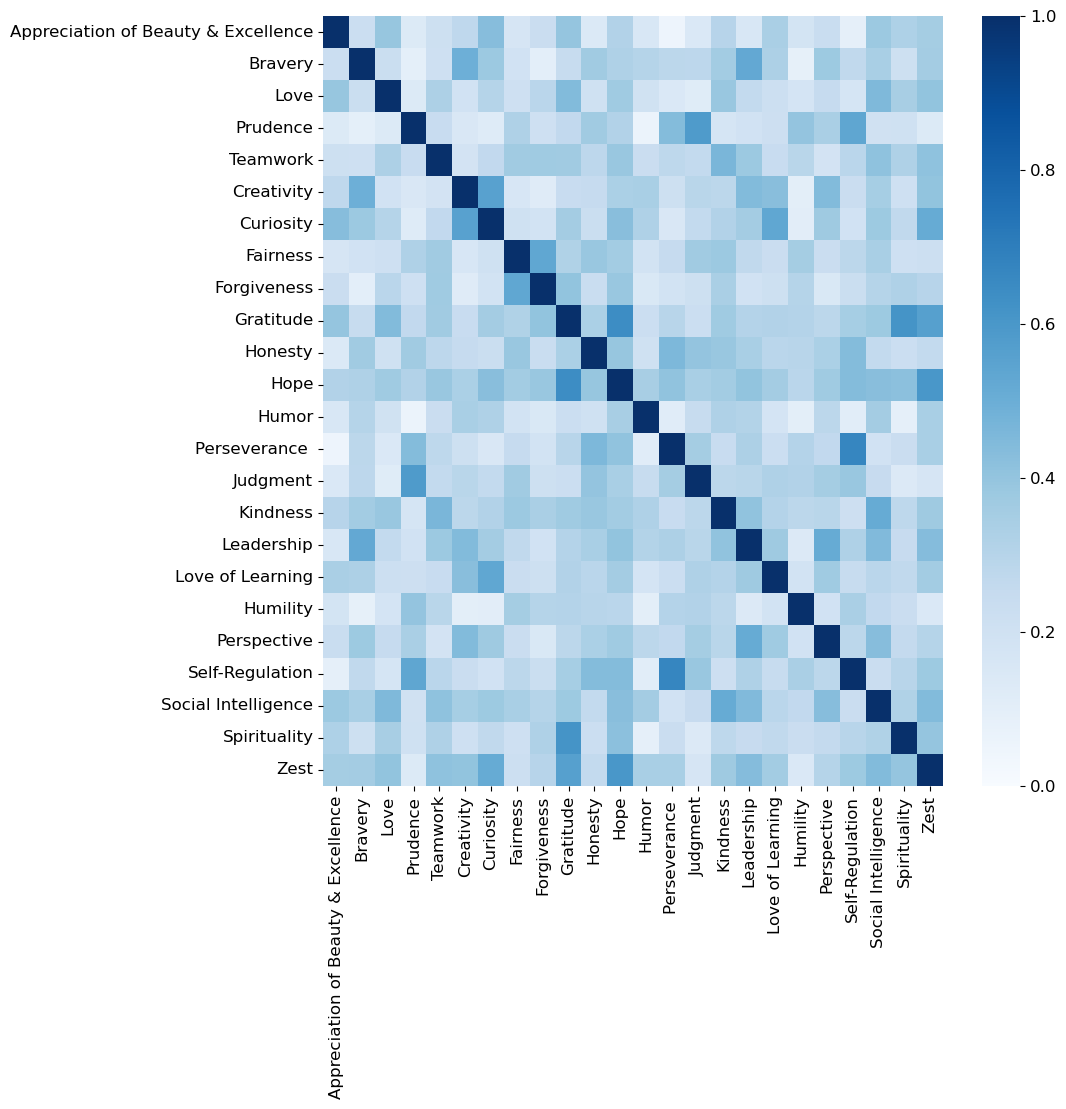 Appreciation of Beauty & Excellence
Bravery
Love
Prudence
Teamwork
Creativity
Curiosity
Fairness
Forgiveness
Gratitude
Honesty
Hope
Humor
Perseverance
Judgment
Kindness
Leadership
Love of Learning
Humility
Perspective
Self-Regulation
Social Intelligence
Spirituality
Zest
Appreciation of Beauty & Excellence
Bravery
Love
Prudence
Teamwork
Creativity
Curiosity
Fairness
Forgiveness
Gratitude
Honesty
Hope
Humor
Perseverance
Judgment
Kindness
Leadership
Love of Learning
Humility
Perspective
Self-Regulation
Social Intelligence
Spirituality
Zest
1.0
0.8
0.6
0.4
0.2
0.0